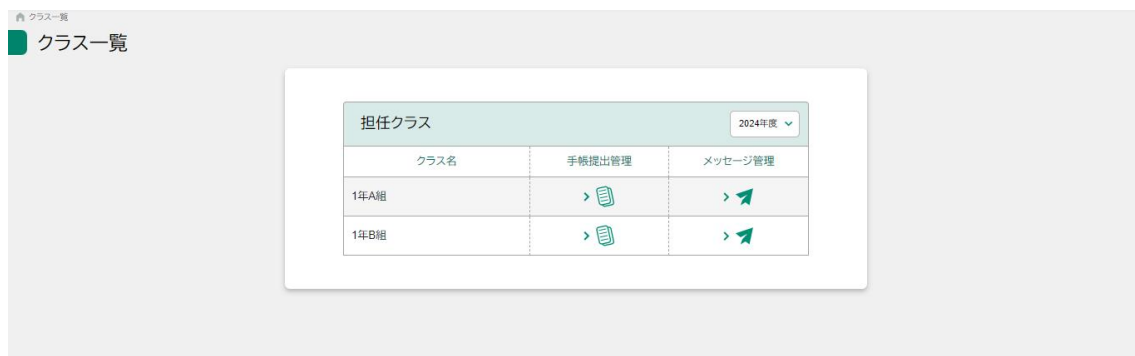 クラス一覧
クラス一覧
担任クラス 2024年度
クラス名 手帳提出管理 メッセージ管理
1年A組
1年B組